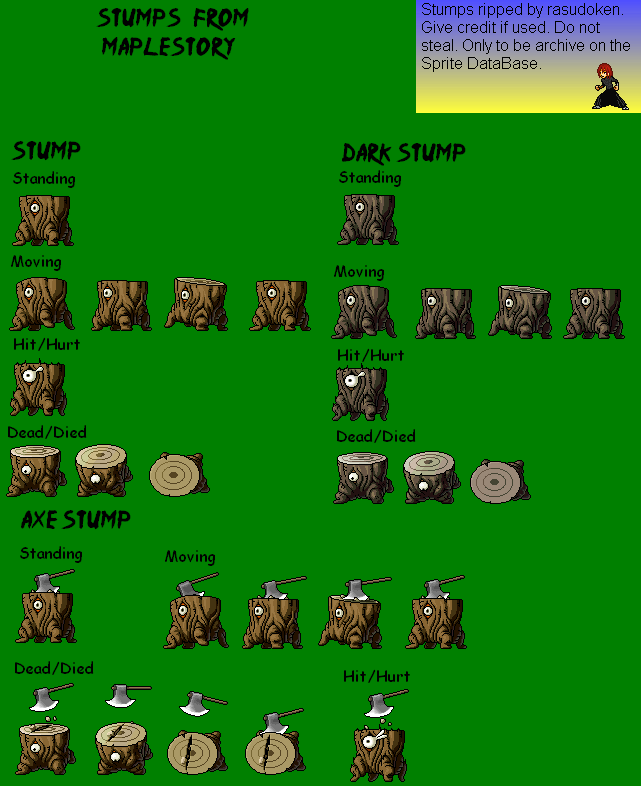 STUMPS FROM
MAPLESTORY
Stumps ripped by rasudoken.
Give credit if used. Do not
steal. Only to be archive on the
Sprite DataBase.
STUMP
Standing
Moving
Hit/Hurt
Dead/Died
DARK STUMP
Standing
Moving
Hit/Hurt
Dead/Died
AXE STUMP
Standing
Moving
Dead/Died
Hit/Hurt